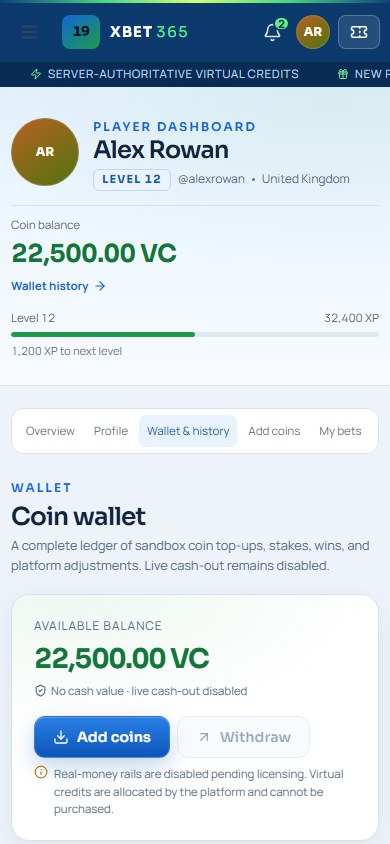 19 XBET 365 2 AR
SERVER-AUTHORITATIVE VIRTUAL CREDITS NEW
AR
PLAYER DASHBOARD
Alex Rowan
LEVEL 12 @alexrowan • United Kingdom
Coin balance
22,500.00 VC
Wallet history →
Level 12 32,400 XP
1,200 XP to next level
Overview Profile Wallet & history Add coins My bets
WALLET
Coin wallet
A complete ledger of sandbox coin top-ups, stakes, wins, and
platform adjustments. Live cash-out remains disabled.
AVAILABLE BALANCE
22,500.00 VC
No cash value · live cash-out disabled
Add coins Withdraw
Real-money rails are disabled pending licensing. Virtual
credits are allocated by the platform and cannot be
purchased.